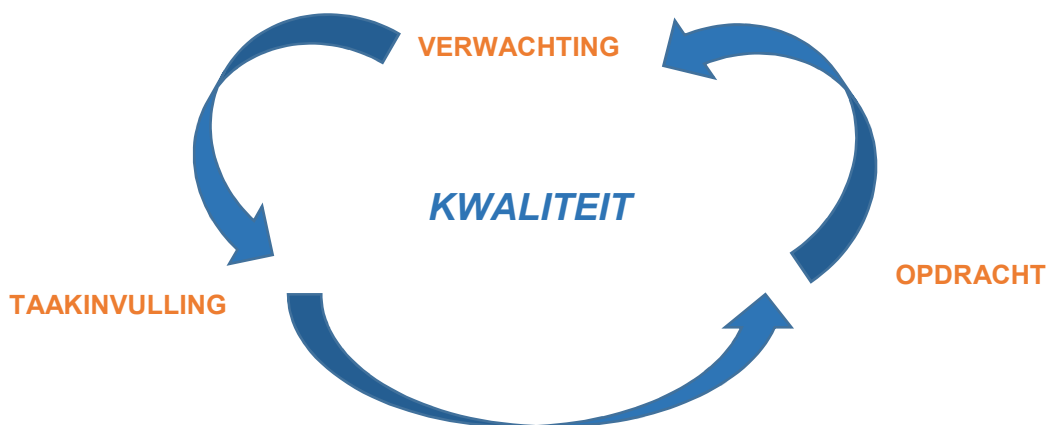 VERWACHTING
KWALITEIT
OPDRACHT
TAAKINVULLING